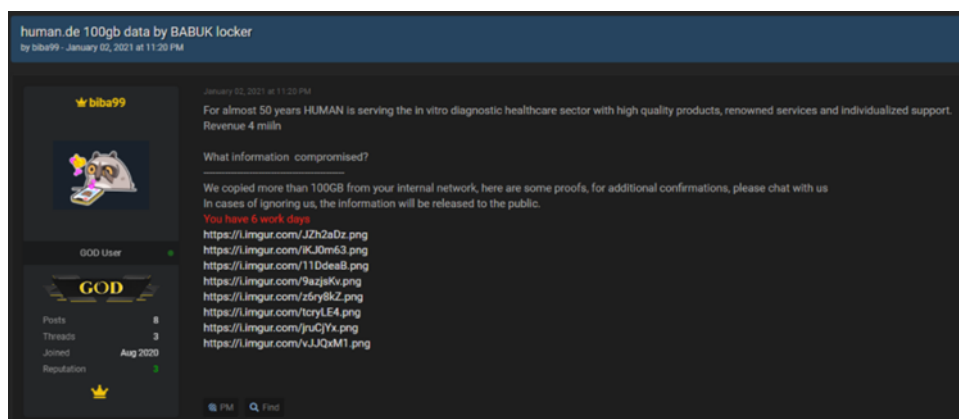 human.de 100gb data by BABUK locker
by biba99 - January 02, 2021 at 11:20 PM
biba99
GOD User
GOD
Posts 8
Threads 3
Joined Aug 2020
Reputation 3
January 02, 2021 at 11:20 PM
For almost 50 years HUMAN is serving the in vitro diagnostic healthcare sector with high quality products, renowned services and individualized support.
Revenue 4 miiln
What information compromised?
We copied more than 100GB from your internal network, here are some proofs, for additional confirmations, please chat with us
In cases of ignoring us, the information will be released to the public.
You have 6 work days
https://i.imgur.com/JZh2aDz.png
https://i.imgur.com/iKJ0m63.png
https://i.imgur.com/11DdeaB.png
https://i.imgur.com/9azjsKv.png
https://i.imgur.com/z6ry8kZ.png
https://i.imgur.com/tcryLE4.png
https://i.imgur.com/jruCjYx.png
https://i.imgur.com/vJJQxM1.png
PM Find